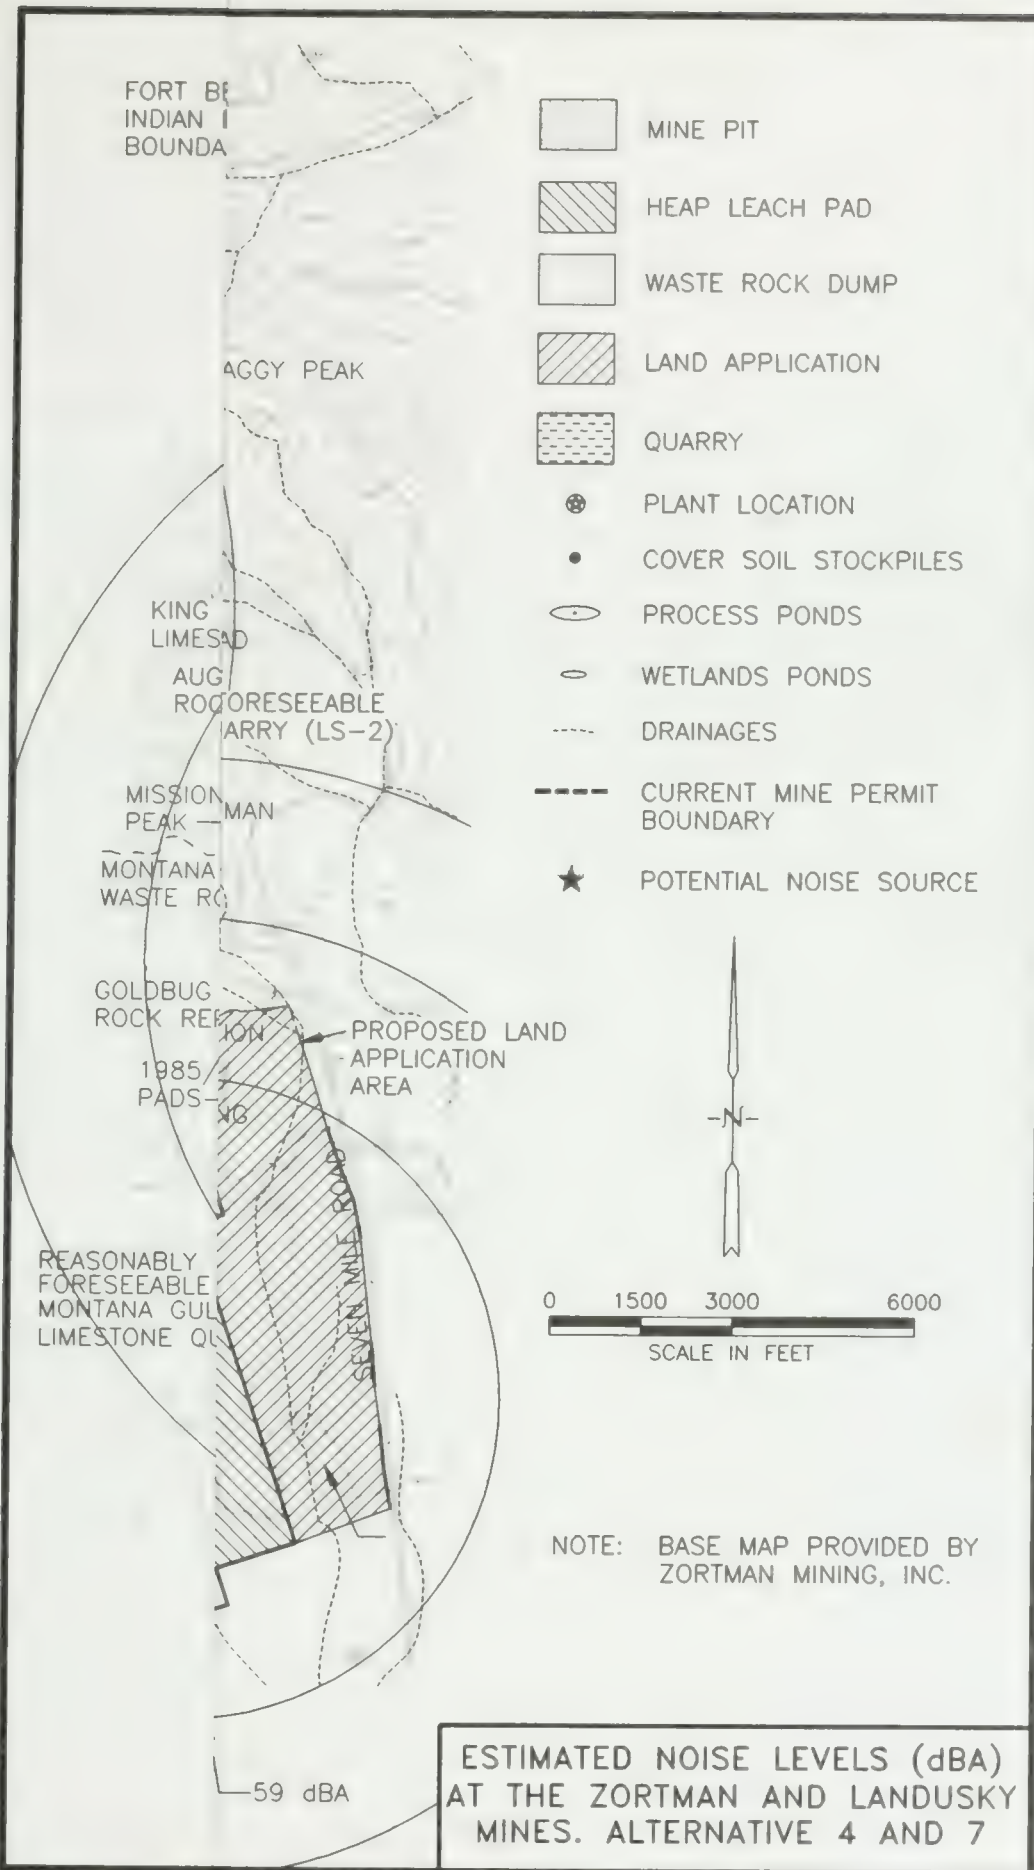 FORT BE
INDIAN
BOUNDA
AGGY PEAK
KING
LIMES
AD
AUG
ROC
ORESEEABLE
ARRY (LS-2)
MISSION
PEAK
MAN
MONTANA
WASTE RO
GOLDBUG
ROCK REP
ION
1985
PADS
NG
PROPOSED LAND
APPLICATION
AREA
SEVEN MILE ROAD
REASONABLY
FORESEEABLE
MONTANA GUL
LIMESTONE QU
59 dBA
MINE PIT
HEAP LEACH PAD
WASTE ROCK DUMP
LAND APPLICATION
QUARRY
PLANT LOCATION
COVER SOIL STOCKPILES
PROCESS PONDS
WETLANDS PONDS
DRAINAGES
CURRENT MINE PERMIT
BOUNDARY
POTENTIAL NOISE SOURCE
N
0 1500 3000 6000
SCALE IN FEET
NOTE: BASE MAP PROVIDED BY
ZORTMAN MINING, INC.
ESTIMATED NOISE LEVELS (dBA)
AT THE ZORTMAN AND LANDUSKY
MINES. ALTERNATIVE 4 AND 7